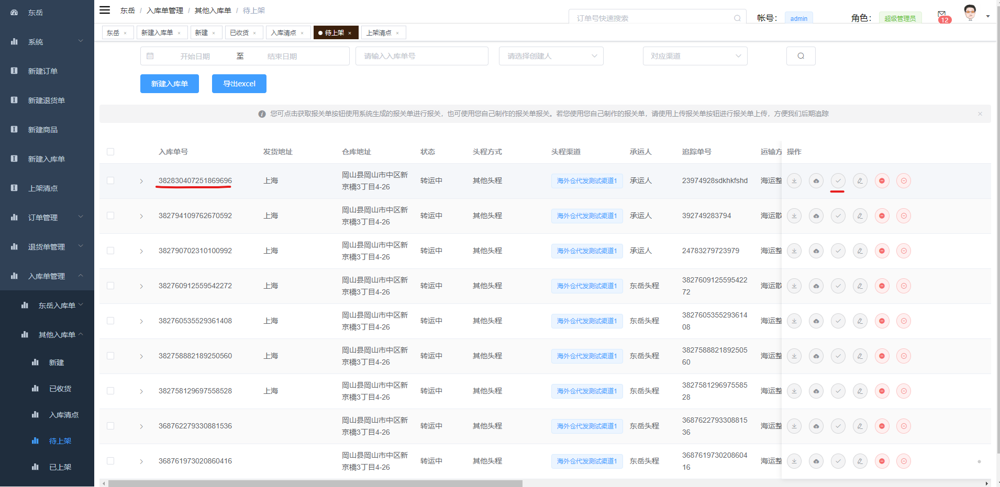 东岳
系统
新建订单
新建退货单
新建商品
新建入库单
上架清点
订单管理
退货单管理
入库单管理
东岳入库单
其他入库单
新建
已收货
入库清点
待上架
已上架
东岳 / 入库单管理 / 其他入库单 / 待上架
订单号快速搜索
帐号： admin
角色： 超级管理员
12
东岳 × 新建入库单 × 新建 × 已收货 × 入库清点 × 待上架 × 上架清点 ×
开始日期 至 结束日期 请输入入库单号 请选择创建人 对应渠道
新建入库单 导出excel
您可点击获取报关单按钮使用系统生成的报关单进行报关，也可使用您自己制作的报关单报关。若您使用您自己制作的报关单，请使用上传报关单按钮进行报关单上传，方便我们后期追踪 ×
入库单号 发货地址 仓库地址 状态 头程方式 头程渠道 承运人 追踪单号 运输方 操作
382830407251869696 上海 岡山县岡山市中区新 转运中 其他头程 海外仓代发测试渠道1 承运人 23974928sdkhkfshd 海运整
京橋3丁目4-26
382794109762670592 上海 岡山县岡山市中区新 转运中 其他头程 海外仓代发测试渠道1 承运人 392749283794 海运散
京橋3丁目4-26
382790702310100992 上海 岡山县岡山市中区新 转运中 其他头程 海外仓代发测试渠道1 承运人 24783279723979 海运整
京橋3丁目4-26
382760912559542272 上海 岡山县岡山市中区新 转运中 其他头程 海外仓代发测试渠道1 东岳头程 3827609125595422 海运散
京橋3丁目4-26 72
382760535529361408 上海 岡山县岡山市中区新 转运中 其他头程 海外仓代发测试渠道1 东岳头程 3827605355293614 海运整
京橋3丁目4-26 08
382758882189250560 上海 岡山县岡山市中区新 转运中 其他头程 海外仓代发测试渠道1 东岳头程 3827588821892505 海运整
京橋3丁目4-26 60
382758129697558528 上海 岡山县岡山市中区新 转运中 其他头程 海外仓代发测试渠道1 东岳头程 3827581296975585 海运整
京橋3丁目4-26 28
368762279330881536 岡山县岡山市中区新 转运中 其他头程 海外仓代发测试渠道1 东岳头程 3687622793308815 海运整
京橋3丁目4-26 36
368761973020860416 岡山县岡山市中区新 转运中 其他头程 海外仓代发测试渠道1 东岳头程 3687619730208604 海运整
京橋3丁目4-26 16